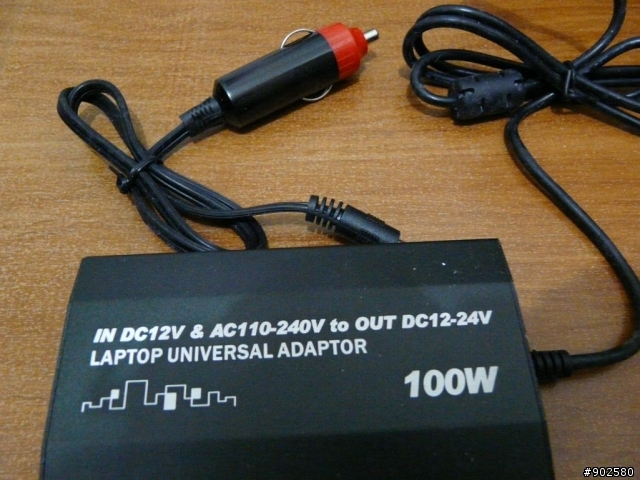 IN DC12V & AC110-240V to OUT DC12-24V
LAPTOP UNIVERSAL ADAPTOR
100W
#902580